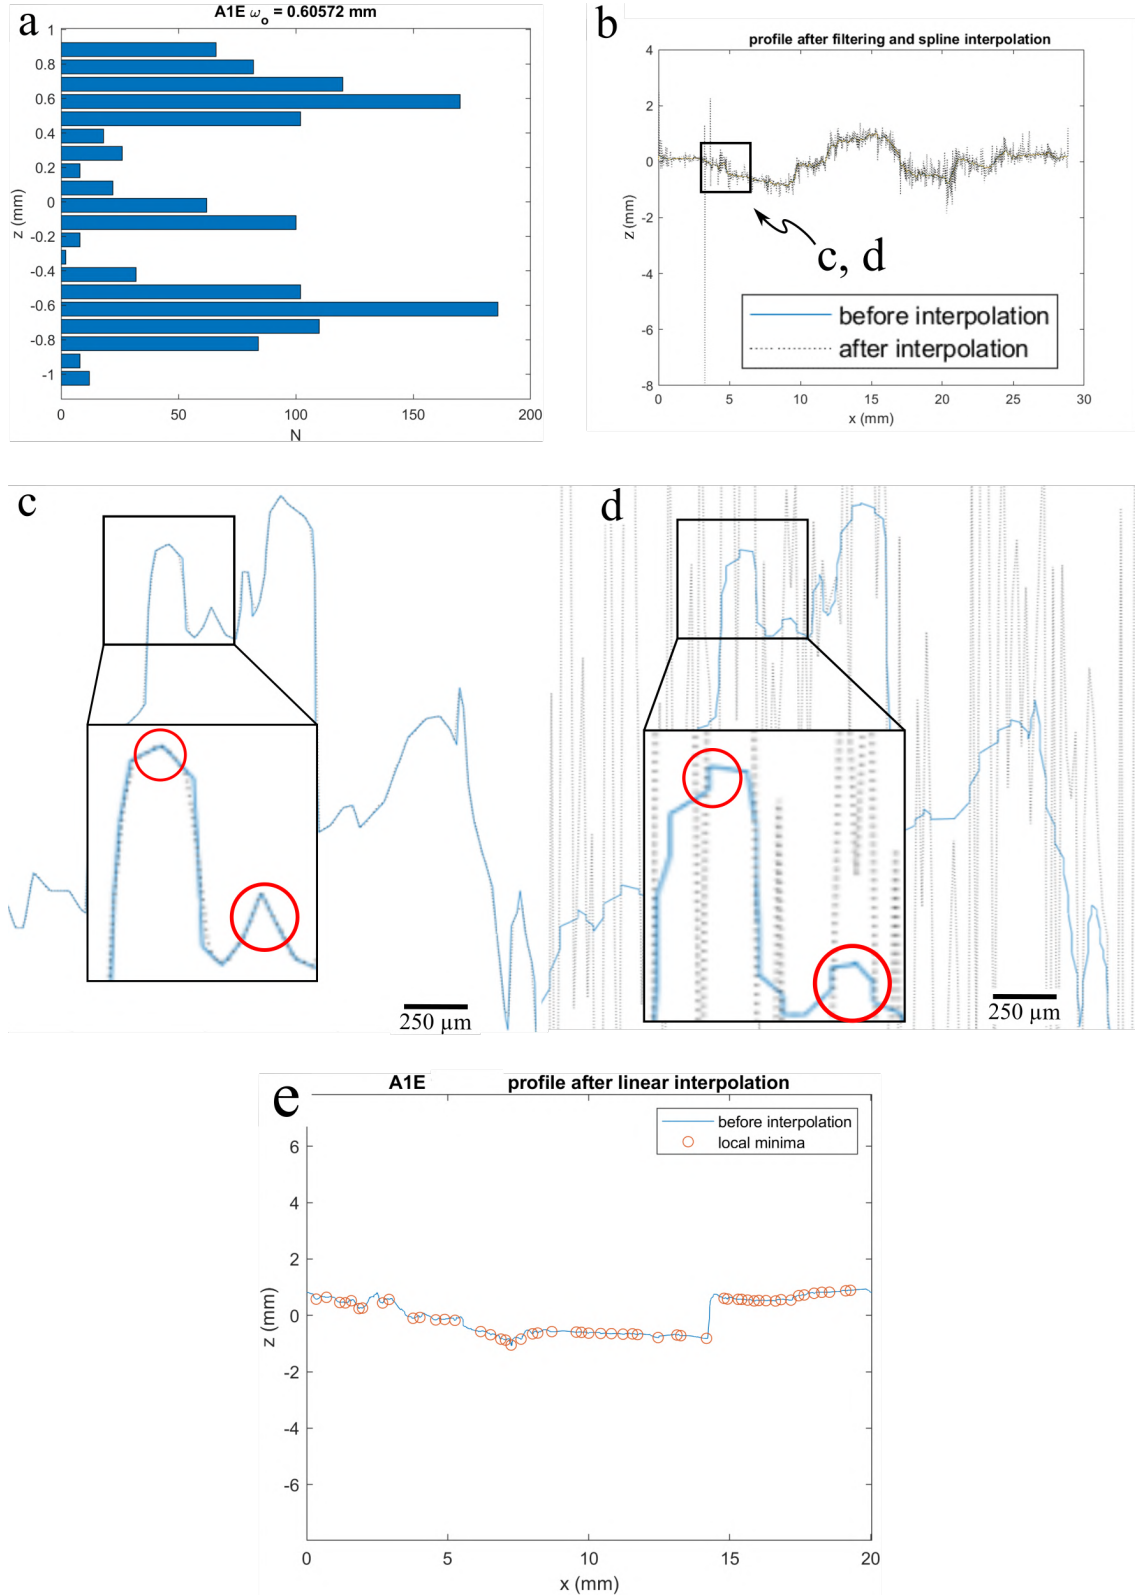 a
A1E ωo = 0.60572 mm
1
0.8
0.6
0.4
0.2
0
-0.2
-0.4
-0.6
-0.8
-1
z (mm)
0
50
100
150
200
N
b
profile after filtering and spline interpolation
4
2
0
-2
-4
-6
-8
z (mm)
c, d
before interpolation
after interpolation
0
5
10
15
20
25
30
x (mm)
c
250 µm
d
250 µm
e
A1E profile after linear interpolation
before interpolation
local minima
6
4
2
0
-2
-4
-6
z (mm)
0
5
10
15
20
x (mm)